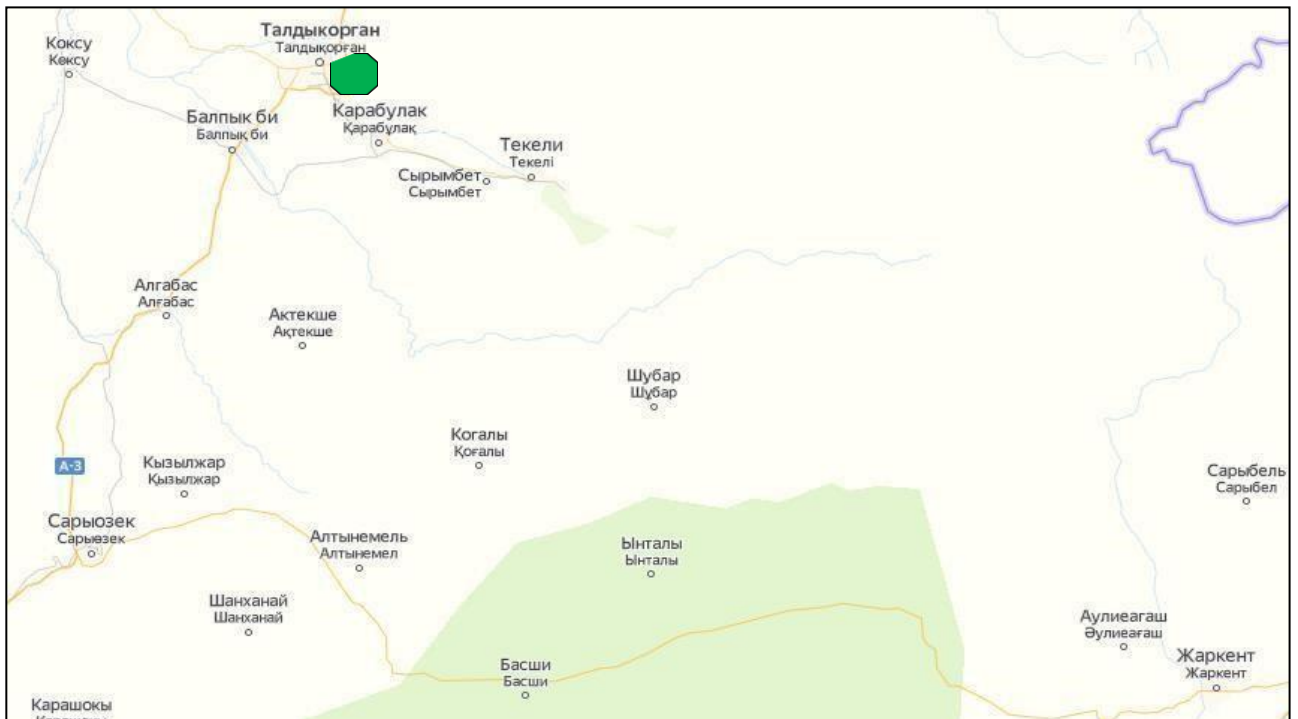 Талдыкорган
Талдықорған
Коксу
Көксу
Балпык би
Балпық би
Карабулак
Қарабұлақ
Текели
Текелі
Сырымбет
Сырымбет
Алгабас
Алғабас
Актекше
Ақтекше
Шубар
Шұбар
Когалы
Қоғалы
А-3
Кызылжар
Қызылжар
Сарыбель
Сарыбел
Сарыозек
Сарыөзек
Алтынемель
Алтынемел
Ынталы
Ынталы
Шанханай
Шанханай
Аулиеагаш
Әулиеағаш
Басши
Басши
Жаркент
Жаркент
Карашокы